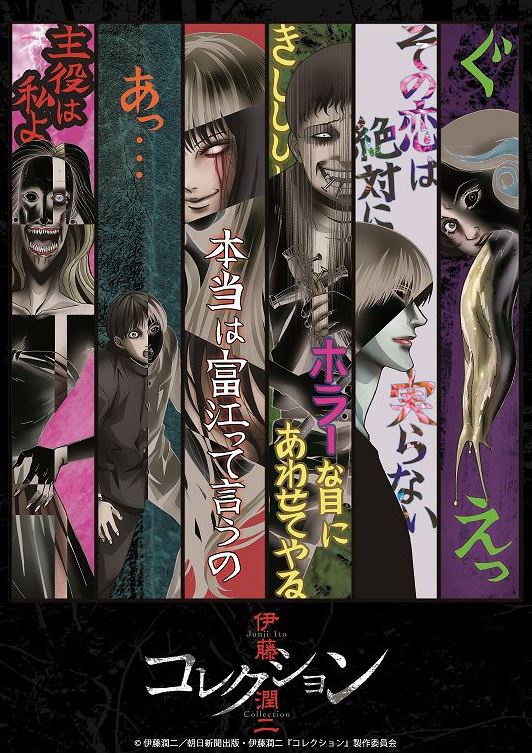 主役は
私よ
あっ・・・
本当は富江って言うの
きししし
ホラーな目に
あわせてやる
その恋は
絶対に
実らない
ぐ
えっ
伊藤潤二
Junji Ito
コレクション
Collection
© 伊藤潤二／朝日新聞出版・伊藤潤二『コレクション』製作委員会